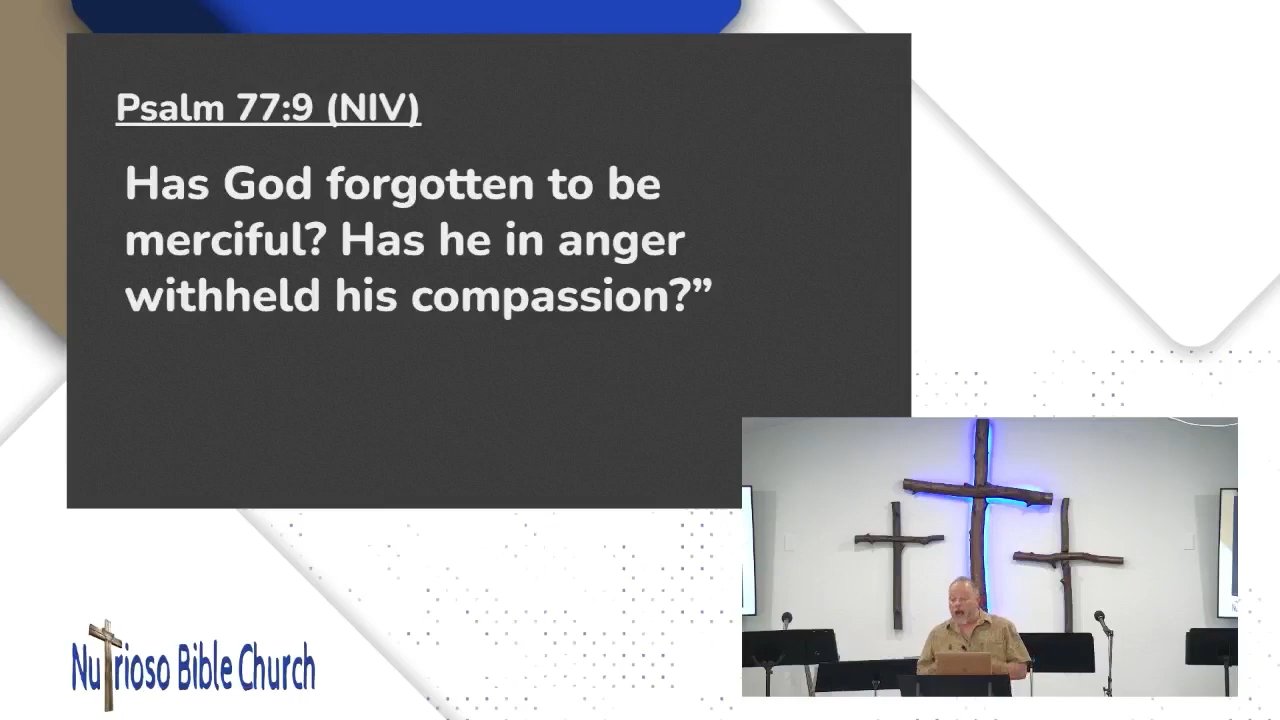 Psalm 77:9 (NIV)
Has God forgotten to be
merciful? Has he in anger
withheld his compassion?”
Nutrioso Bible Church